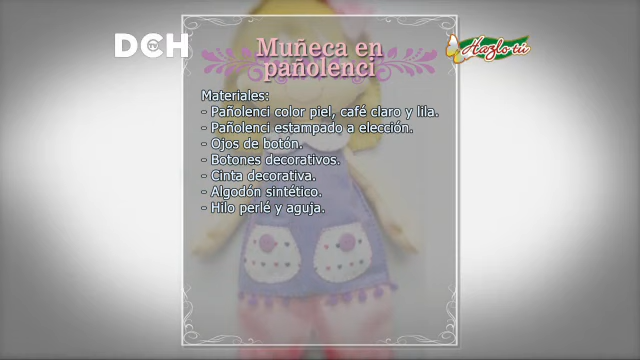 DCH
Hazlo tú
Muñeca en
pañolenci
Materiales:
- Pañolenci color piel, café claro y lila.
- Pañolenci estampado a elección.
- Ojos de botón.
- Botones decorativos.
- Cinta decorativa.
- Algodón sintético.
- Hilo perlé y aguja.